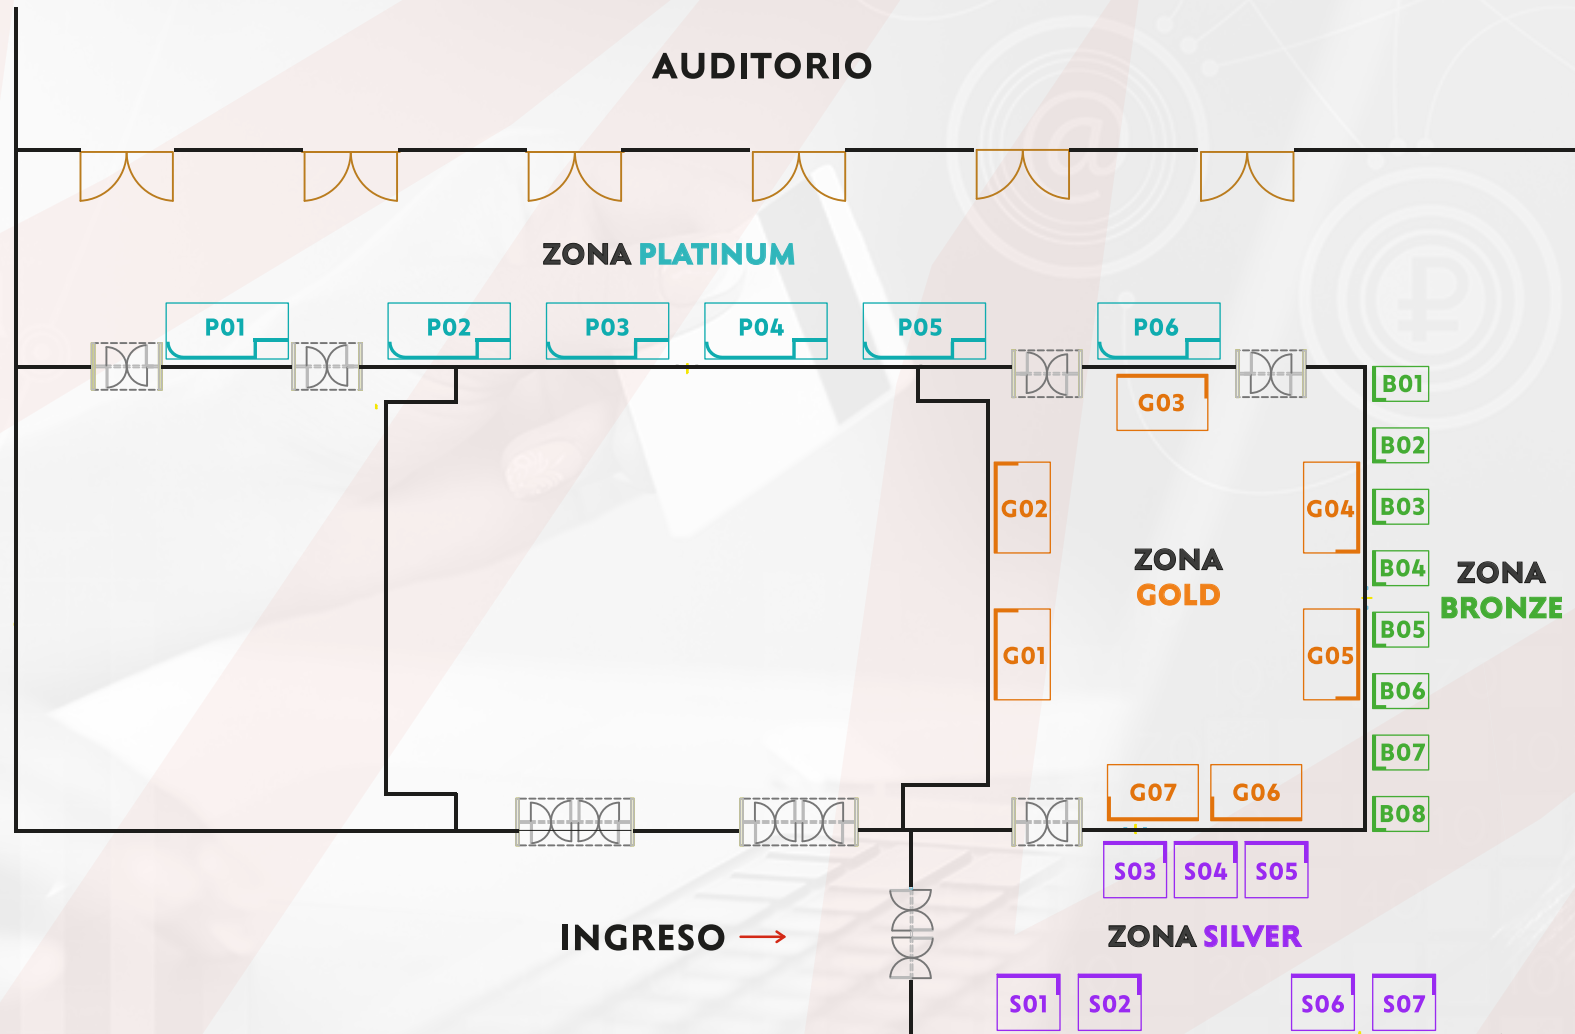 AUDITORIO
ZONA PLATINUM
P01
P02
P03
P04
P05
P06
G03
G02
G04
ZONA
GOLD
G01
G05
G07
G06
B01
B02
B03
B04
B05
B06
B07
B08
ZONA
BRONZE
S03
S04
S05
INGRESO
ZONA SILVER
S01
S02
S06
S07